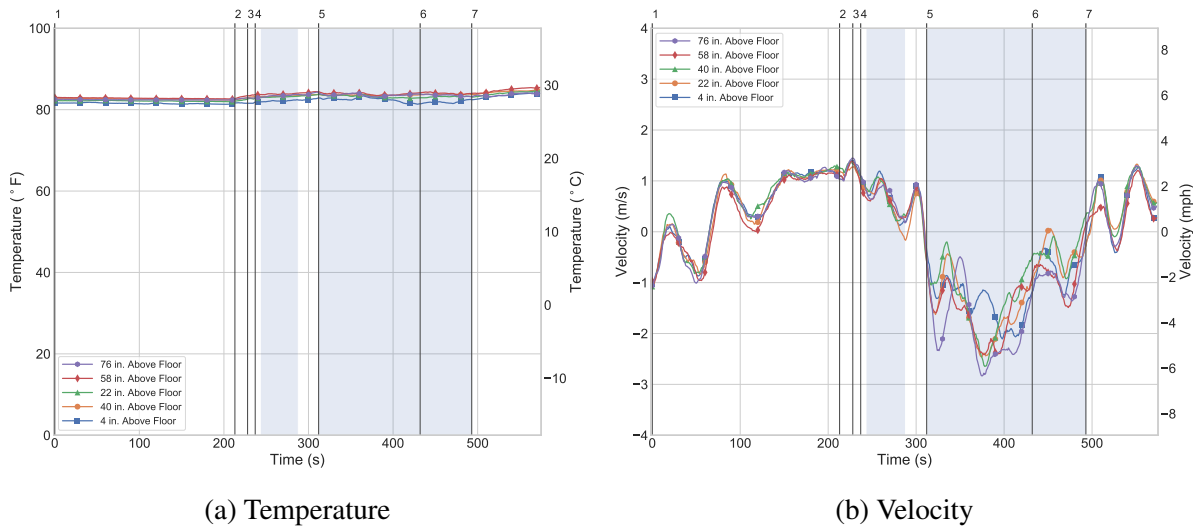 1 2 3 4 5 6 7
100
80
60
40
20
0
Temperature (°F)
30
20
10
0
−10
Temperature (°C)
76 in. Above Floor
58 in. Above Floor
22 in. Above Floor
40 in. Above Floor
4 in. Above Floor
0 100 200 300 400 500
Time (s)
(a) Temperature
1 2 3 4 5 6 7
4
3
2
1
0
−1
−2
−3
−4
Velocity (m/s)
8
6
4
2
0
−2
−4
−6
−8
Velocity (mph)
76 in. Above Floor
58 in. Above Floor
40 in. Above Floor
22 in. Above Floor
4 in. Above Floor
0 100 200 300 400 500
Time (s)
(b) Velocity